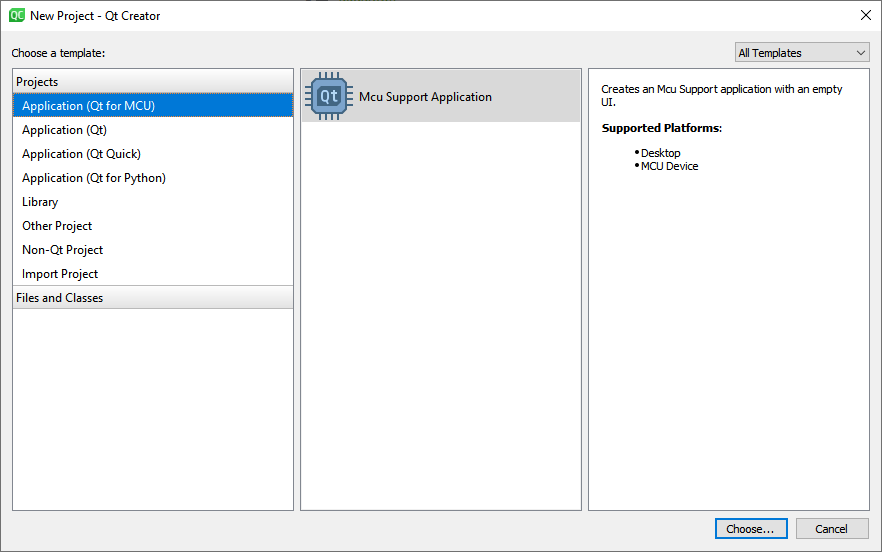 QC New Project - Qt Creator
Choose a template:
All Templates
Projects
Application (Qt for MCU)
Application (Qt)
Application (Qt Quick)
Application (Qt for Python)
Library
Other Project
Non-Qt Project
Import Project
Files and Classes
Qt Mcu Support Application
Creates an Mcu Support application with an empty
UI.
Supported Platforms:
• Desktop
• MCU Device
Choose...
Cancel